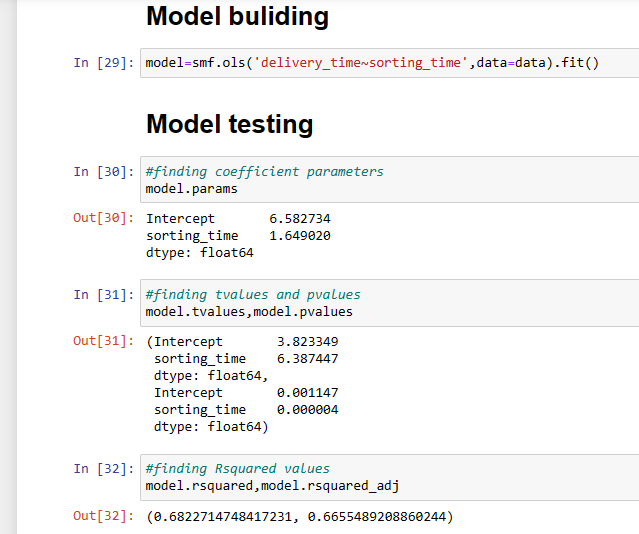 Model buliding
In [29]: model=smf.ols('delivery_time~sorting_time',data=data).fit()
Model testing
In [30]: #finding coefficient parameters
model.params
Out[30]: Intercept       6.582734
sorting_time    1.649020
dtype: float64
In [31]: #finding tvalues and pvalues
model.tvalues,model.pvalues
Out[31]: (Intercept       3.823349
sorting_time    6.387447
dtype: float64,
Intercept       0.001147
sorting_time    0.000004
dtype: float64)
In [32]: #finding Rsquared values
model.rsquared,model.rsquared_adj
Out[32]: (0.6822714748417231, 0.6655489208860244)